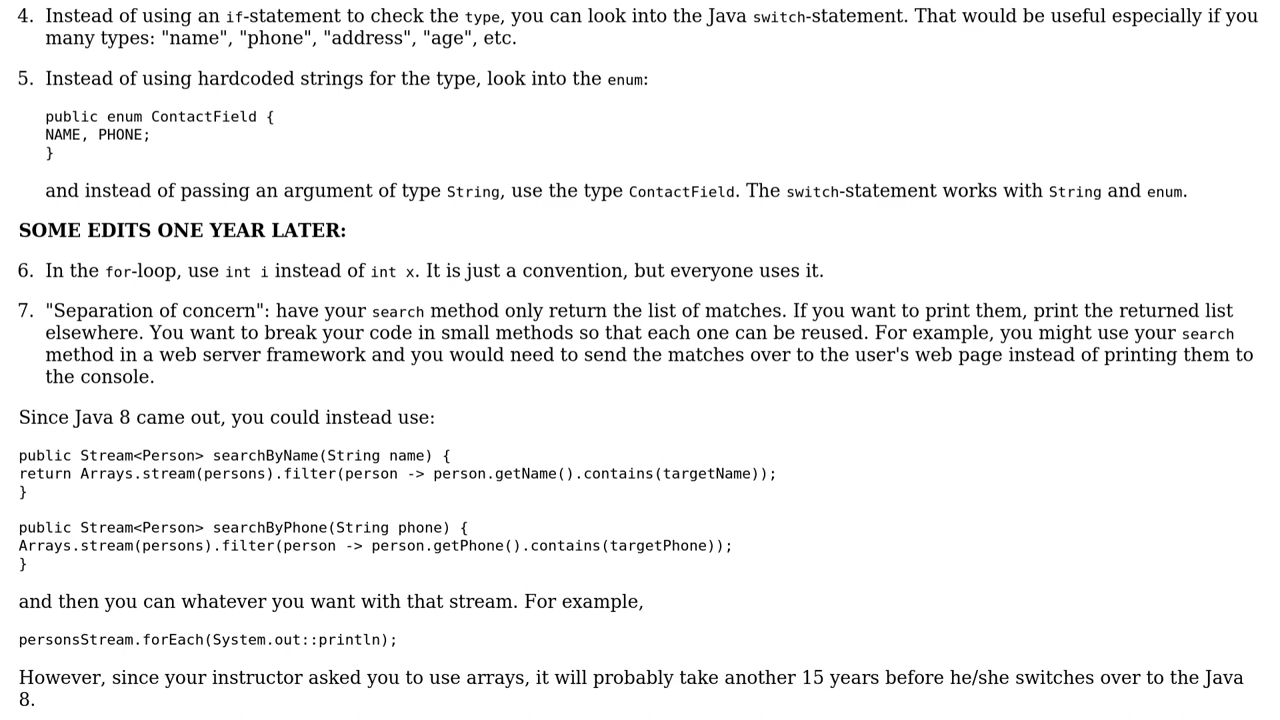 4. Instead of using an if-statement to check the type, you can look into the Java switch-statement. That would be useful especially if you
many types: "name", "phone", "address", "age", etc.
5. Instead of using hardcoded strings for the type, look into the enum:
public enum ContactField {
NAME, PHONE;
}
and instead of passing an argument of type String, use the type ContactField. The switch-statement works with String and enum.
SOME EDITS ONE YEAR LATER:
6. In the for-loop, use int i instead of int x. It is just a convention, but everyone uses it.
7. "Separation of concern": have your search method only return the list of matches. If you want to print them, print the returned list
elsewhere. You want to break your code in small methods so that each one can be reused. For example, you might use your search
method in a web server framework and you would need to send the matches over to the user's web page instead of printing them to
the console.
Since Java 8 came out, you could instead use:
public Stream<Person> searchByName(String name) {
return Arrays.stream(persons).filter(person -> person.getName().contains(targetName));
}
public Stream<Person> searchByPhone(String phone) {
Arrays.stream(persons).filter(person -> person.getPhone().contains(targetPhone));
}
and then you can whatever you want with that stream. For example,
personsStream.forEach(System.out::println);
However, since your instructor asked you to use arrays, it will probably take another 15 years before he/she switches over to the Java
8.